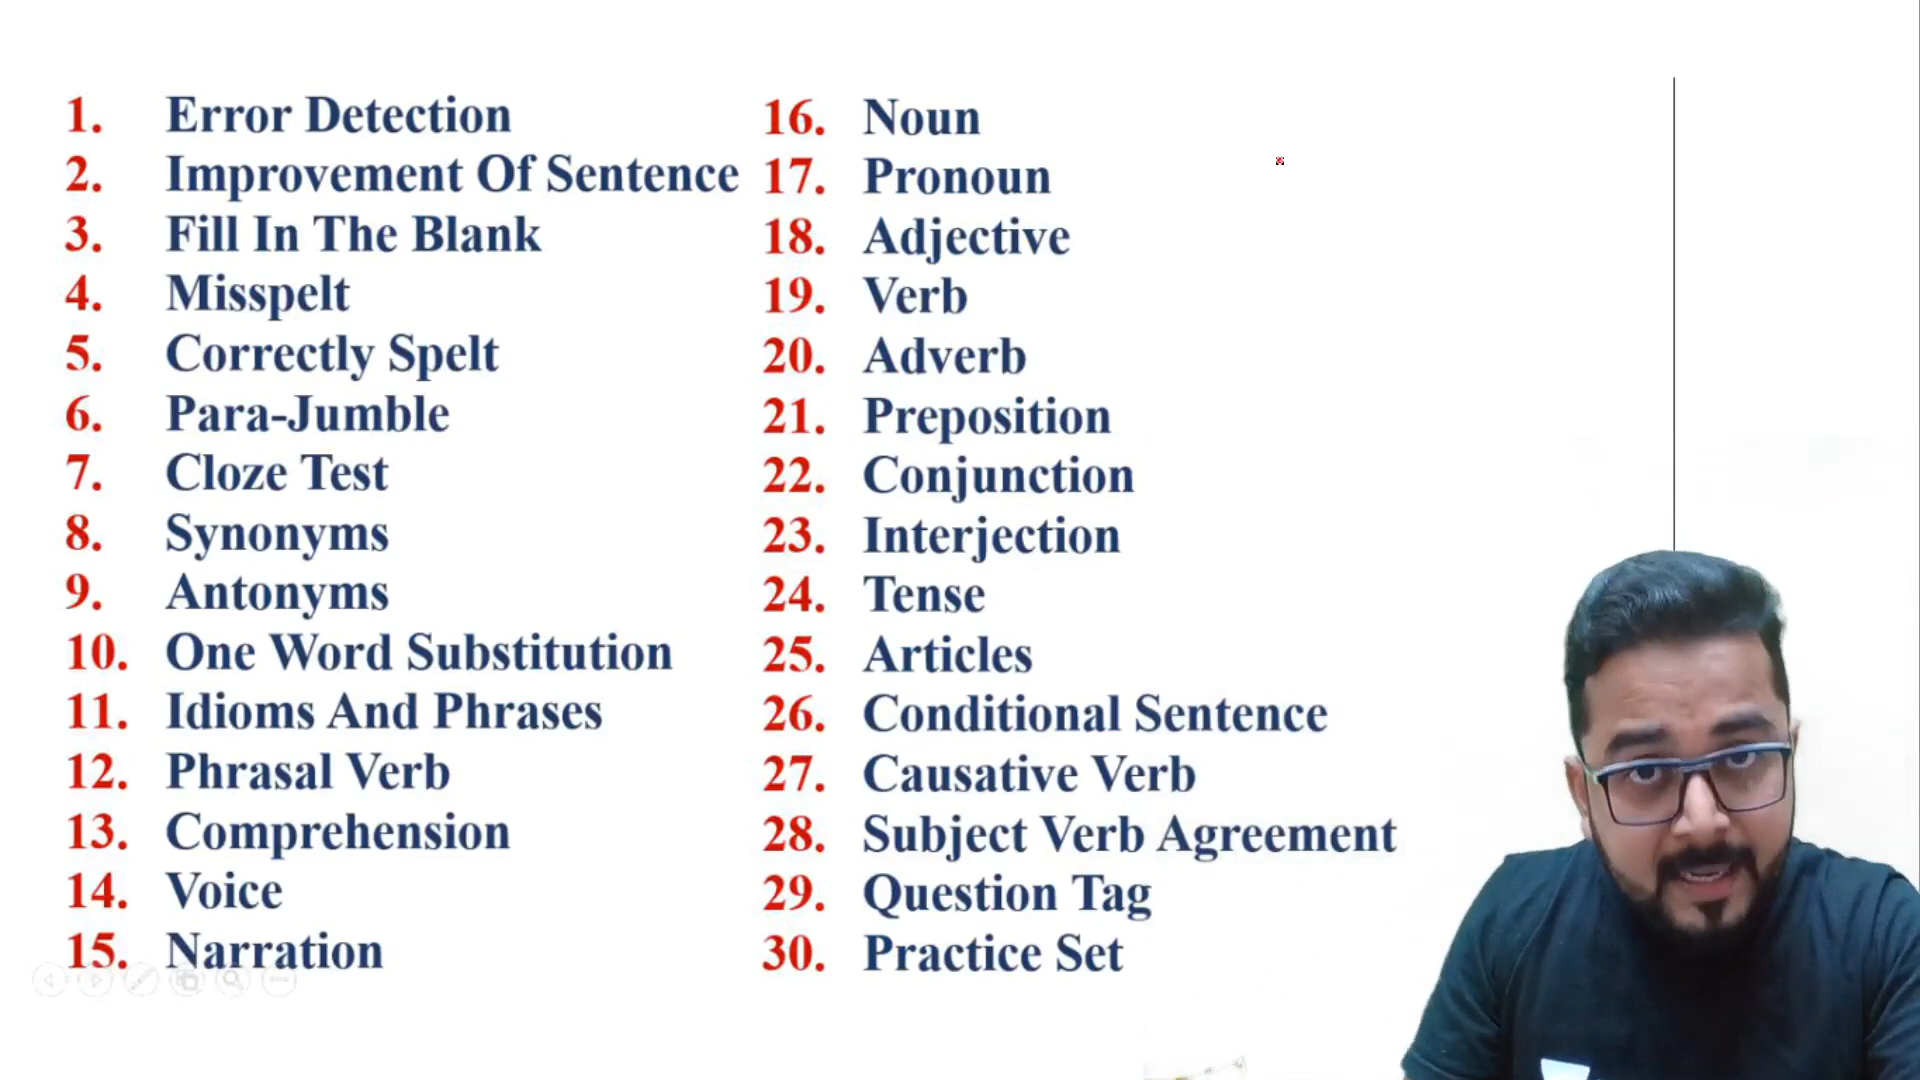 1. Error Detection
2. Improvement Of Sentence
3. Fill In The Blank
4. Misspelt
5. Correctly Spelt
6. Para-Jumble
7. Cloze Test
8. Synonyms
9. Antonyms
10. One Word Substitution
11. Idioms And Phrases
12. Phrasal Verb
13. Comprehension
14. Voice
15. Narration
16. Noun
17. Pronoun
18. Adjective
19. Verb
20. Adverb
21. Preposition
22. Conjunction
23. Interjection
24. Tense
25. Articles
26. Conditional Sentence
27. Causative Verb
28. Subject Verb Agreement
29. Question Tag
30. Practice Set